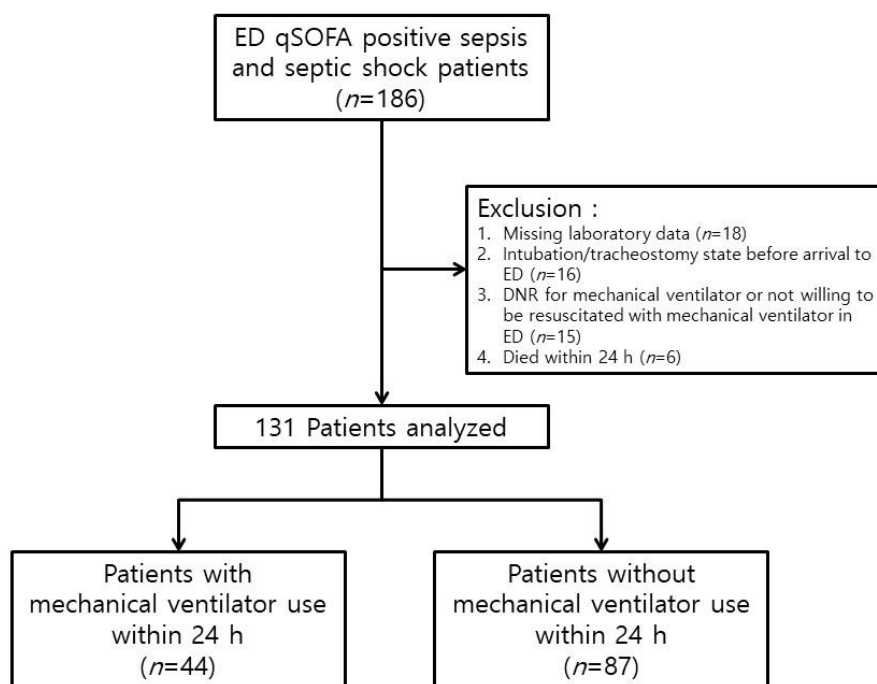 ED qSOFA positive sepsis
and septic shock patients
(n=186)
Exclusion :
1. Missing laboratory data (n=18)
2. Intubation/tracheostomy state before arrival to
ED (n=16)
3. DNR for mechanical ventilator or not willing to
be resuscitated with mechanical ventilator in
ED (n=15)
4. Died within 24 h (n=6)
131 Patients analyzed
Patients with
mechanical ventilator use
within 24 h
(n=44)
Patients without
mechanical ventilator use
within 24 h
(n=87)